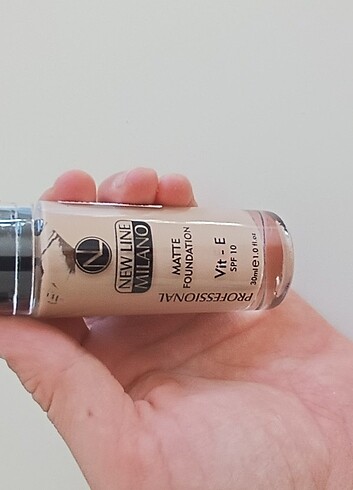 NL
NEW LINE
MILANO
MATTE
FOUNDATION
Vit - E
SPF 10
PROFESSIONAL
30ml e 1.0 fl.oz